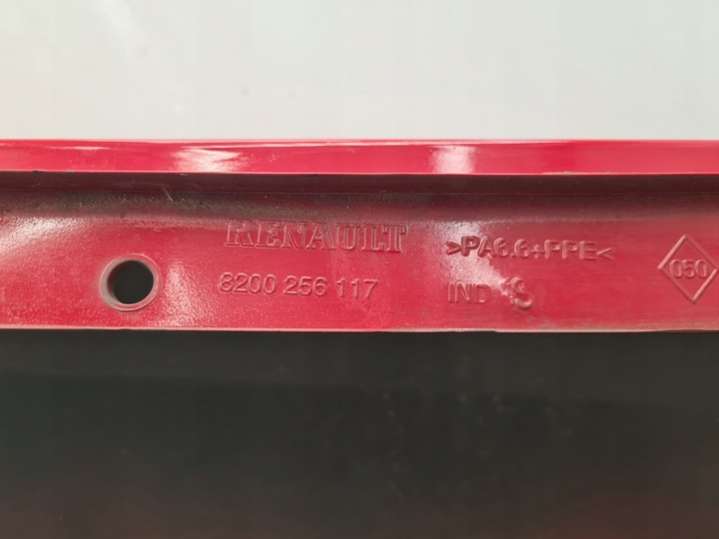 RENAULT >PA6.6+PPE<
8200 256 117 IND S
050